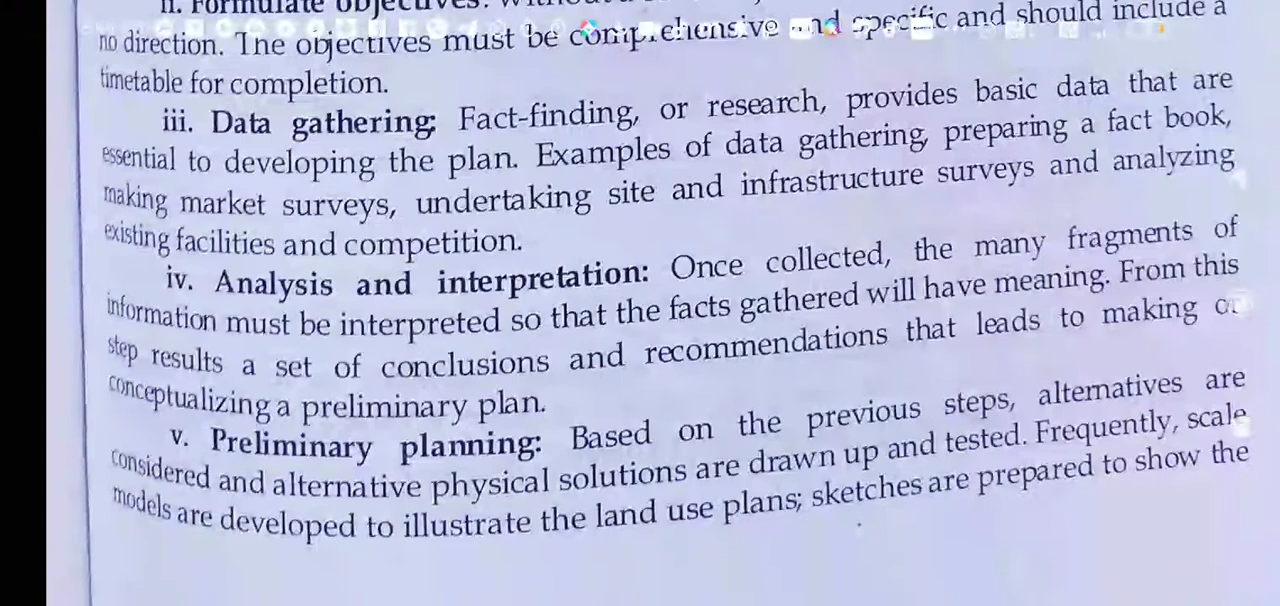 ii. Formulate objectives:
no direction. The objectives must be comprehensive and specific and should include a
timetable for completion.
iii. Data gathering: Fact-finding, or research, provides basic data that are
essential to developing the plan. Examples of data gathering, preparing a fact book,
making market surveys, undertaking site and infrastructure surveys and analyzing
existing facilities and competition.
iv. Analysis and interpretation: Once collected, the many fragments of
information must be interpreted so that the facts gathered will have meaning. From this
step results a set of conclusions and recommendations that leads to making or
conceptualizing a preliminary plan.
v. Preliminary planning: Based on the previous steps, alternatives are
considered and alternative physical solutions are drawn up and tested. Frequently, scale
models are developed to illustrate the land use plans; sketches are prepared to show the